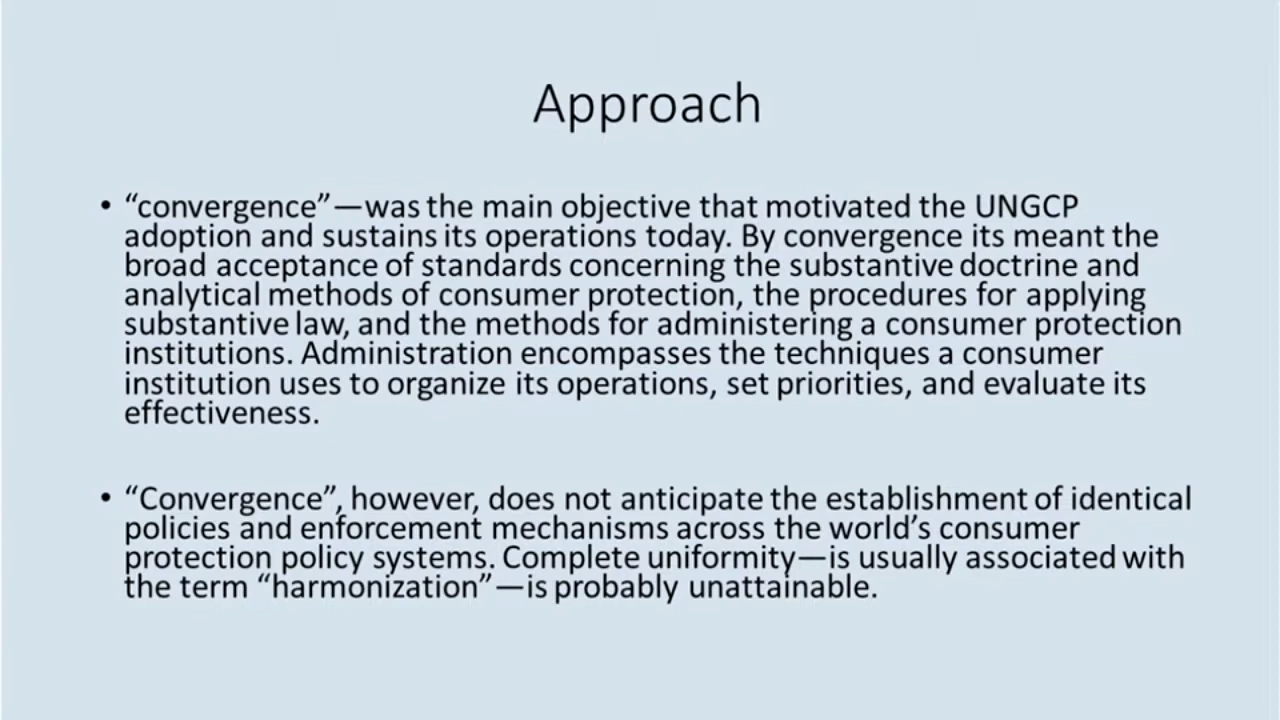 Approach
• “convergence”—was the main objective that motivated the UNGCP
adoption and sustains its operations today. By convergence its meant the
broad acceptance of standards concerning the substantive doctrine and
analytical methods of consumer protection, the procedures for applying
substantive law, and the methods for administering a consumer protection
institutions. Administration encompasses the techniques a consumer
institution uses to organize its operations, set priorities, and evaluate its
effectiveness.
• “Convergence”, however, does not anticipate the establishment of identical
policies and enforcement mechanisms across the world’s consumer
protection policy systems. Complete uniformity—is usually associated with
the term “harmonization”—is probably unattainable.